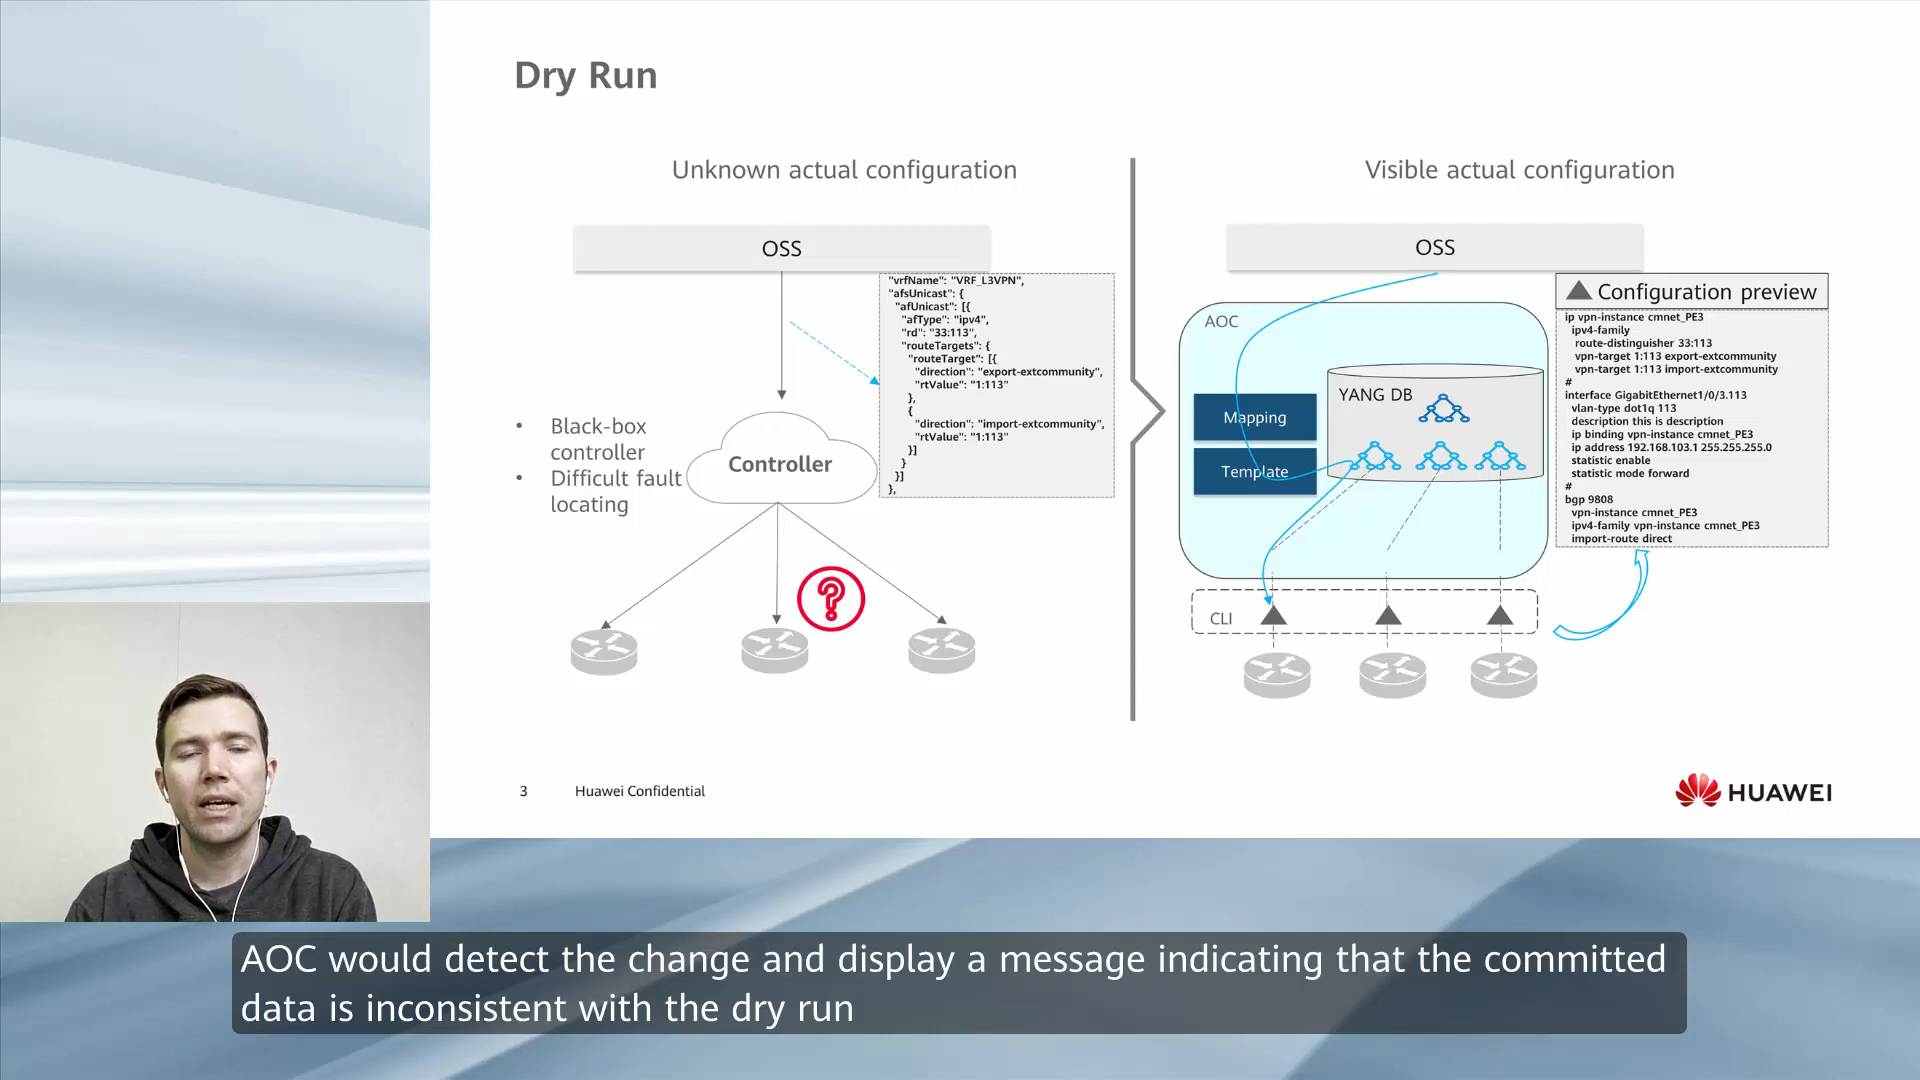 Dry Run
Unknown actual configuration
OSS
"vrfName": "VRF_L3VPN",
"afsUnicast": {
"afUnicast": [{
"afType": "ipv4",
"rd": "33:113",
"routeTargets": {
"routeTarget": [{
"direction": "export-extcommunity",
"rtValue": "1:113"
},
{
"direction": "import-extcommunity",
"rtValue": "1:113"
}]
}
}]
},
• Black-box
controller
• Difficult fault
locating
Controller
Visible actual configuration
OSS
AOC
Mapping
Template
YANG DB
CLI
Configuration preview
ip vpn-instance cmnet_PE3
ipv4-family
route-distinguisher 33:113
vpn-target 1:113 export-extcommunity
vpn-target 1:113 import-extcommunity
#
interface GigabitEthernet1/0/3.113
vlan-type dot1q 113
description this is description
ip binding vpn-instance cmnet_PE3
ip address 192.168.103.1 255.255.255.0
statistic enable
statistic mode forward
#
bgp 9808
vpn-instance cmnet_PE3
ipv4-family vpn-instance cmnet_PE3
import-route direct
3
Huawei Confidential
HUAWEI
AOC would detect the change and display a message indicating that the committed
data is inconsistent with the dry run